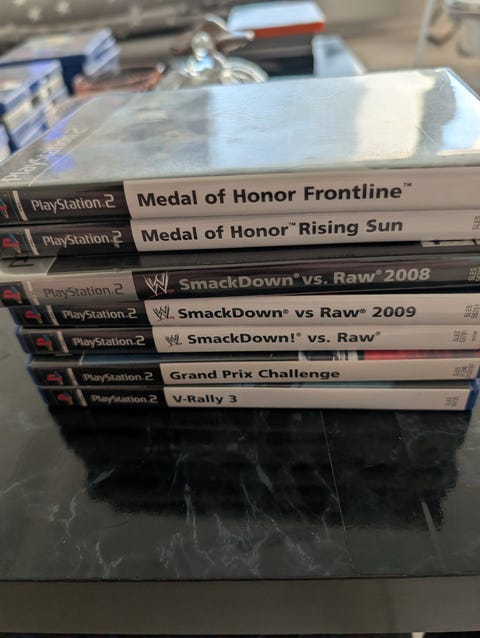 PlayStation 2
PlayStation.2 Medal of Honor Frontline™
PlayStation.2 Medal of Honor™ Rising Sun
PlayStation.2 SmackDown® vs. Raw® 2008
PlayStation.2 SmackDown® vs Raw® 2009
PlayStation.2 SmackDown!® vs. Raw®
PlayStation.2 Grand Prix Challenge
PlayStation.2 V-Rally 3